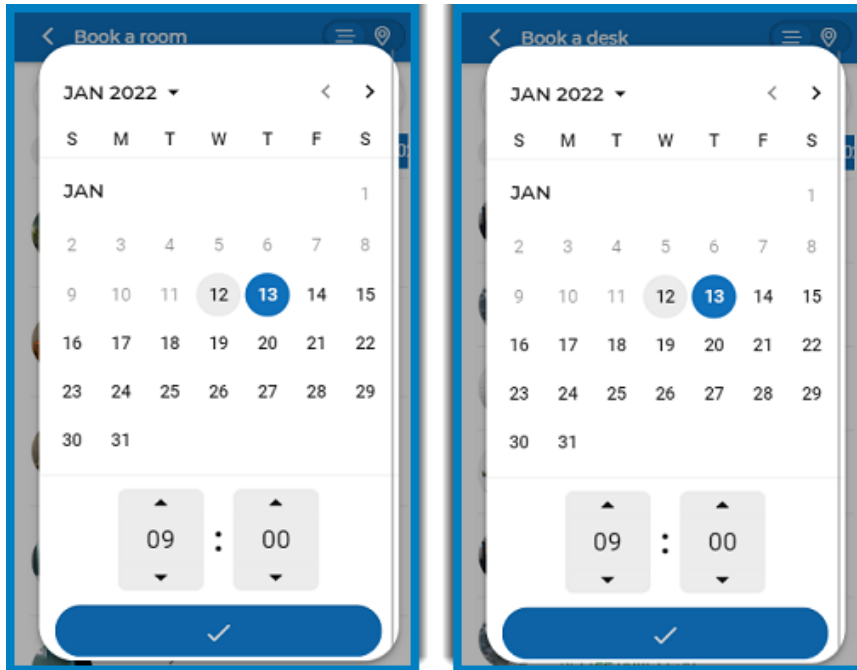 Book a room
JAN 2022
S M T W T F S
JAN 1
2 3 4 5 6 7 8
9 10 11 12 13 14 15
16 17 18 19 20 21 22
23 24 25 26 27 28 29
30 31
09 : 00
Book a desk
JAN 2022
S M T W T F S
JAN 1
2 3 4 5 6 7 8
9 10 11 12 13 14 15
16 17 18 19 20 21 22
23 24 25 26 27 28 29
30 31
09 : 00